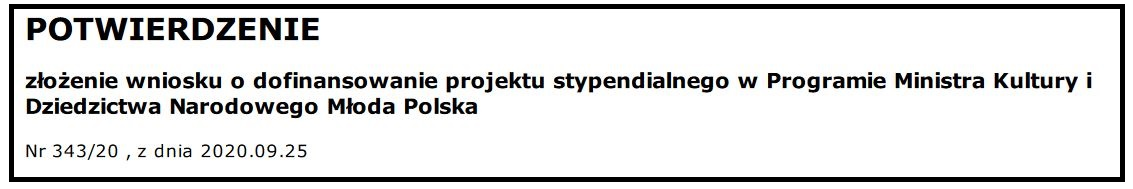 POTWIERDZENIE
złożenie wniosku o dofinansowanie projektu stypendialnego w Programie Ministra Kultury i
Dziedzictwa Narodowego Młoda Polska
Nr 343/20 , z dnia 2020.09.25